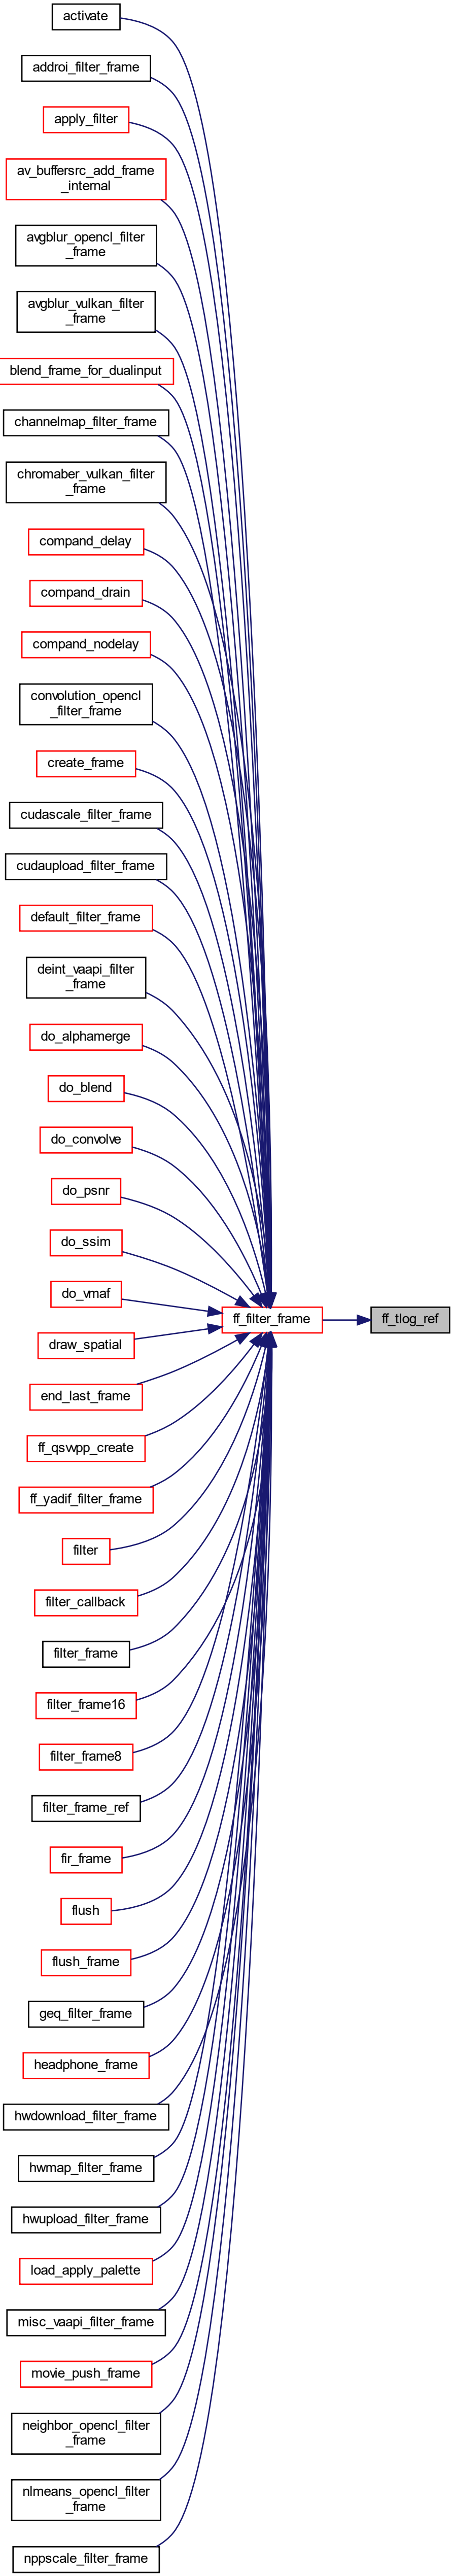 activate
addroi_filter_frame
apply_filter
av_buffersrc_add_frame
_internal
avgblur_opencl_filter
_frame
avgblur_vulkan_filter
_frame
blend_frame_for_dualinput
channelmap_filter_frame
chromaber_vulkan_filter
_frame
compand_delay
compand_drain
compand_nodelay
convolution_opencl
_filter_frame
create_frame
cudascale_filter_frame
cudaupload_filter_frame
default_filter_frame
deint_vaapi_filter
_frame
do_alphamerge
do_blend
do_convolve
do_psnr
do_ssim
do_vmaf
ff_filter_frame
ff_tlog_ref
draw_spatial
end_last_frame
ff_qsvvpp_create
ff_yadif_filter_frame
filter
filter_callback
filter_frame
filter_frame16
filter_frame8
filter_frame_ref
fir_frame
flush
flush_frame
geq_filter_frame
headphone_frame
hwdownload_filter_frame
hwmap_filter_frame
hwupload_filter_frame
load_apply_palette
misc_vaapi_filter_frame
movie_push_frame
neighbor_opencl_filter
_frame
nlmeans_opencl_filter
_frame
nppscale_filter_frame